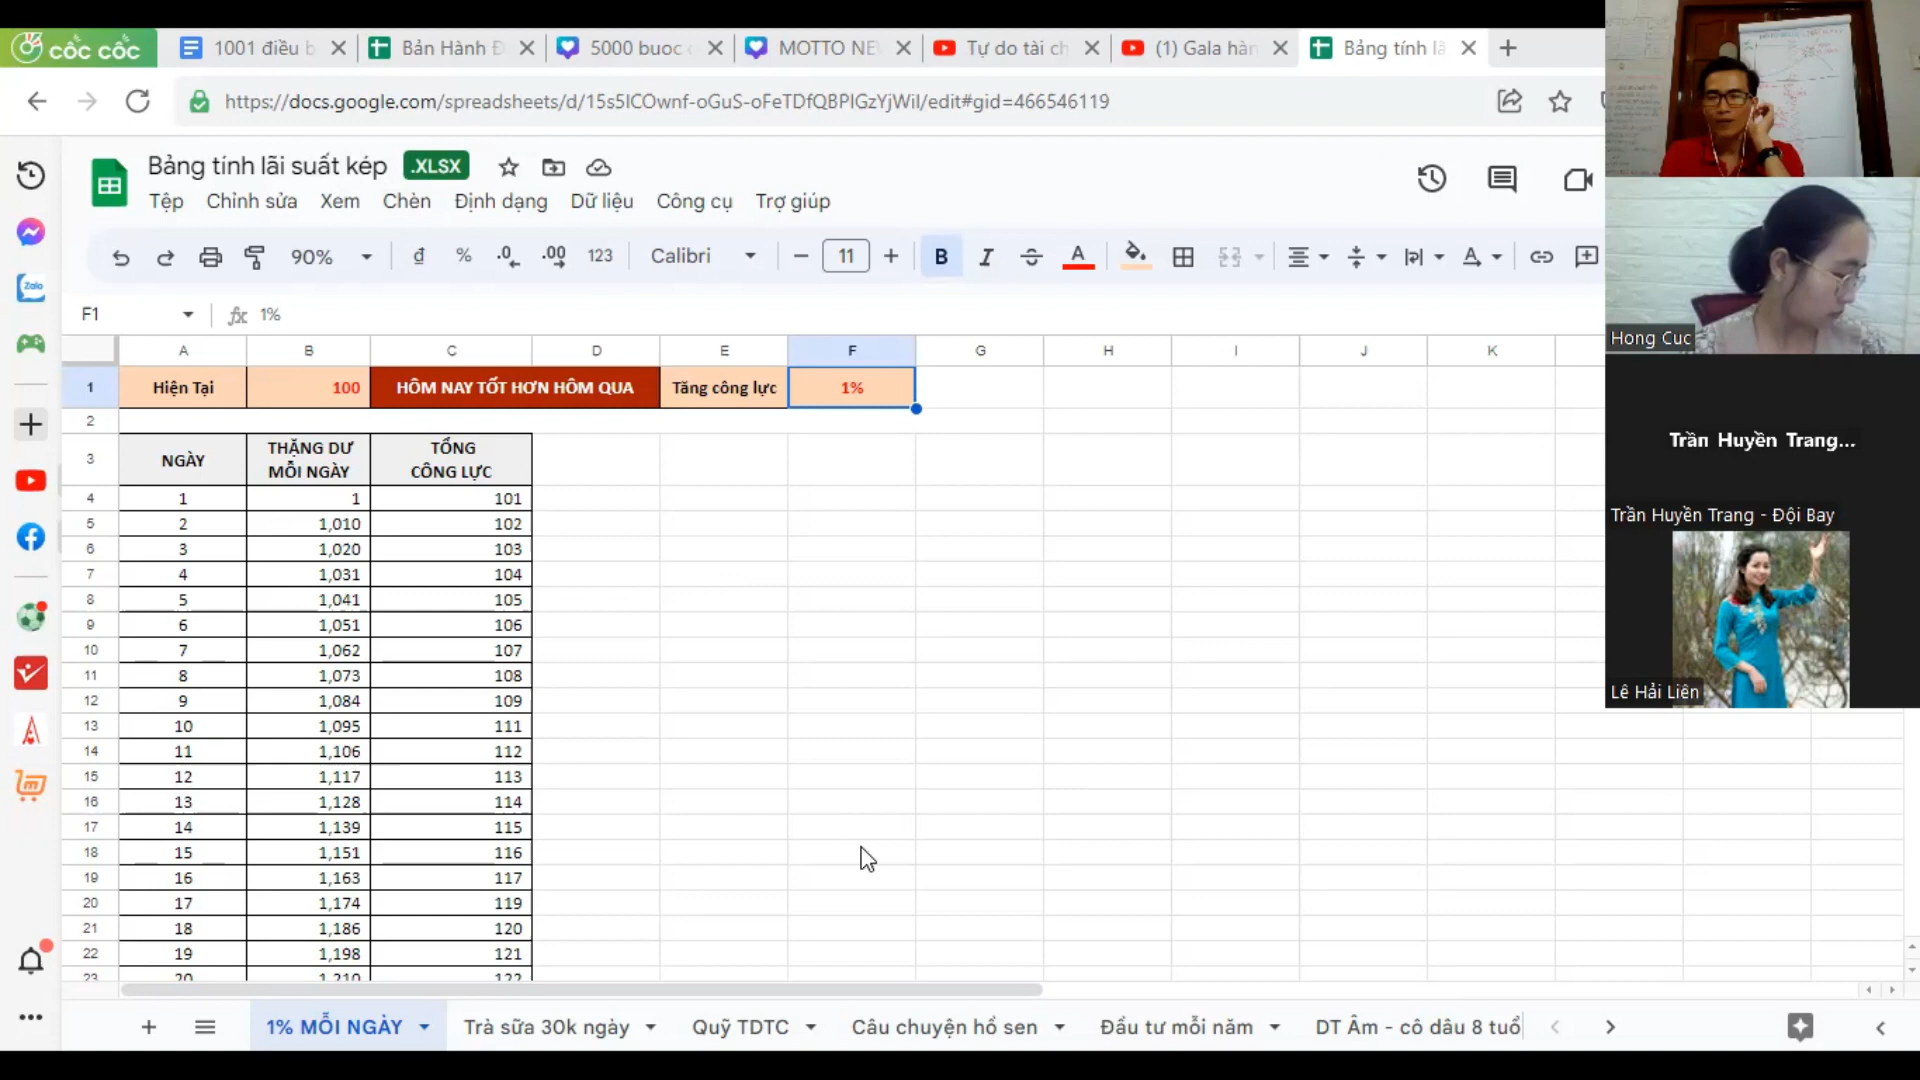 cốc cốc
1001 điều b
Bản Hành Đ
5000 buoc c
MOTTO NE
Tự do tài ch
(1) Gala hàn
Bảng tính lã
https://docs.google.com/spreadsheets/d/15s5ICOwnf-oGuS-oFeTDfQBPIGzYjWiI/edit#gid=466546119
Bảng tính lãi suất kép .XLSX
Tệp Chỉnh sửa Xem Chèn Định dạng Dữ liệu Công cụ Trợ giúp
90% đ % .0 .00 123 Calibri 11 B I A A
Zalo
F1 fx 1%
A B C D E F G H I J K
1 Hiện Tại 100 HÔM NAY TỐT HƠN HÔM QUA Tăng công lực 1%
2
3 NGÀY THẶNG DƯ MỖI NGÀY TỔNG CÔNG LỰC
4 1 1 101
5 2 1,010 102
6 3 1,020 103
7 4 1,031 104
8 5 1,041 105
9 6 1,051 106
10 7 1,062 107
11 8 1,073 108
12 9 1,084 109
13 10 1,095 111
14 11 1,106 112
15 12 1,117 113
16 13 1,128 114
17 14 1,139 115
18 15 1,151 116
19 16 1,163 117
20 17 1,174 119
21 18 1,186 120
22 19 1,198 121
23 20 1,210 122
1% MỖI NGÀY Trà sữa 30k ngày Quỹ TDTC Câu chuyện hồ sen Đầu tư mỗi năm DT Âm - cô dâu 8 tuổ
Hong Cuc
Trần Huyền Trang...
Trần Huyền Trang - Đội Bay
Lê Hải Liên